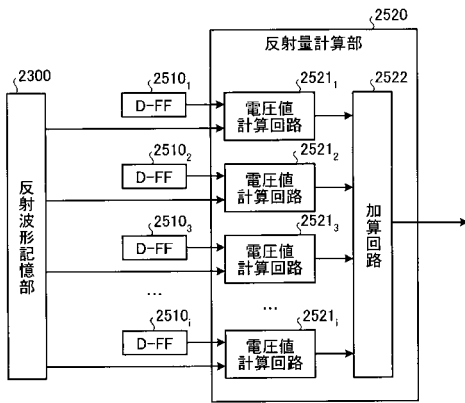 2520
反射量計算部
2300
2510₁
2521₁
2522
D-FF
電圧値
計算回路
2510₂
2521₂
D-FF
電圧値
計算回路
反射波形記憶部
加算回路
2510₃
2521₃
D-FF
電圧値
計算回路
...
...
2510ᵢ
2521ᵢ
D-FF
電圧値
計算回路